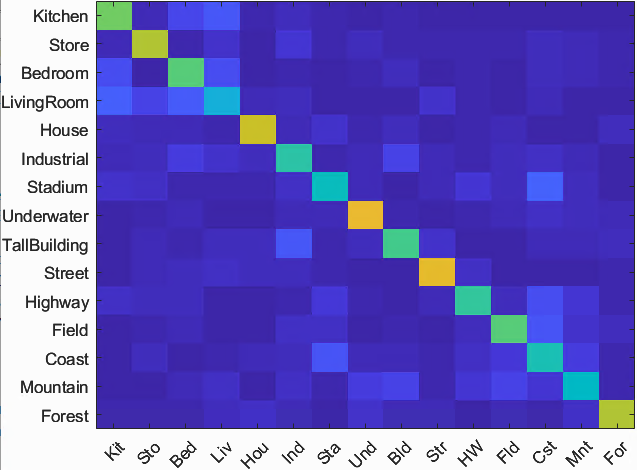 Kitchen
Store
Bedroom
LivingRoom
House
Industrial
Stadium
Underwater
TallBuilding
Street
Highway
Field
Coast
Mountain
Forest
Kit Sto Bed Liv Hou Ind Sta Und Bld Str HW Fld Cst Mnt For